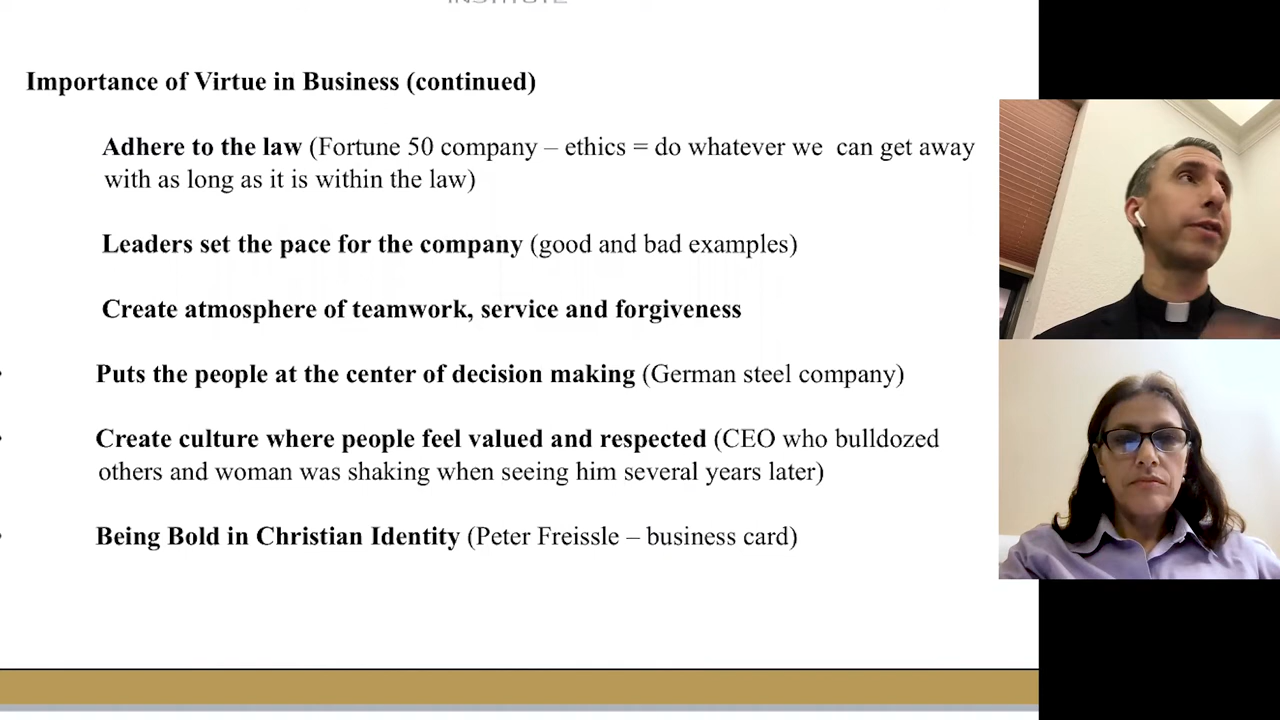 INSTITUTE
Importance of Virtue in Business (continued)
Adhere to the law (Fortune 50 company – ethics = do whatever we can get away
with as long as it is within the law)
Leaders set the pace for the company (good and bad examples)
Create atmosphere of teamwork, service and forgiveness
Puts the people at the center of decision making (German steel company)
Create culture where people feel valued and respected (CEO who bulldozed
others and woman was shaking when seeing him several years later)
Being Bold in Christian Identity (Peter Freissle – business card)